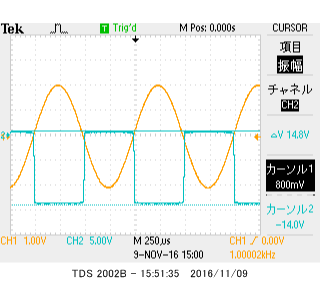 Tek Trig'd M Pos: 0.000s CURSOR
項目
振幅
チャネル
CH2
2
△V 14.8V
カーソル1
800mV
カーソル2
-14.0V
CH1 1.00V CH2 5.00V M 250µs CH1 ∕ 0.00V
9-NOV-16 15:00 1.00002kHz
TDS 2002B - 15:51:35 2016/11/09